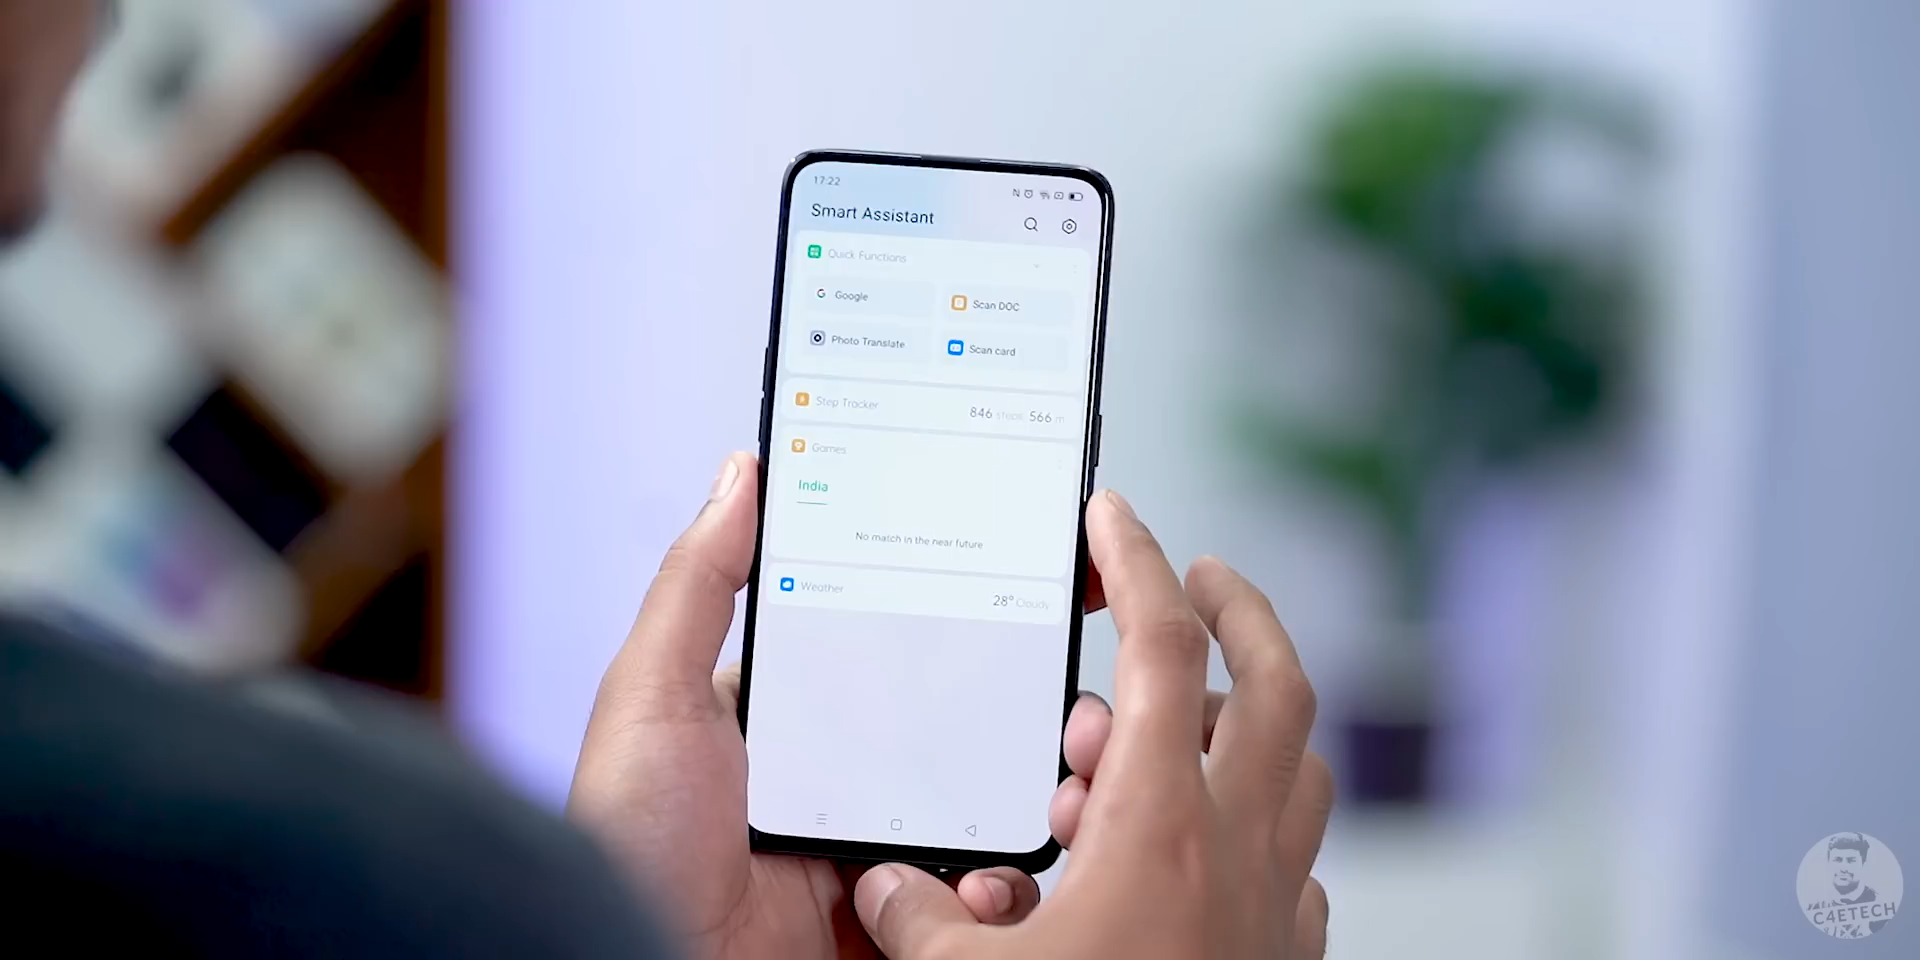 17:22
Smart Assistant
Quick Functions
Google
Scan DOC
Photo Translate
Scan card
Step Tracker
846 steps 566 m
Games
India
No match in the near future
Weather
28° Cloudy
C4ETECH